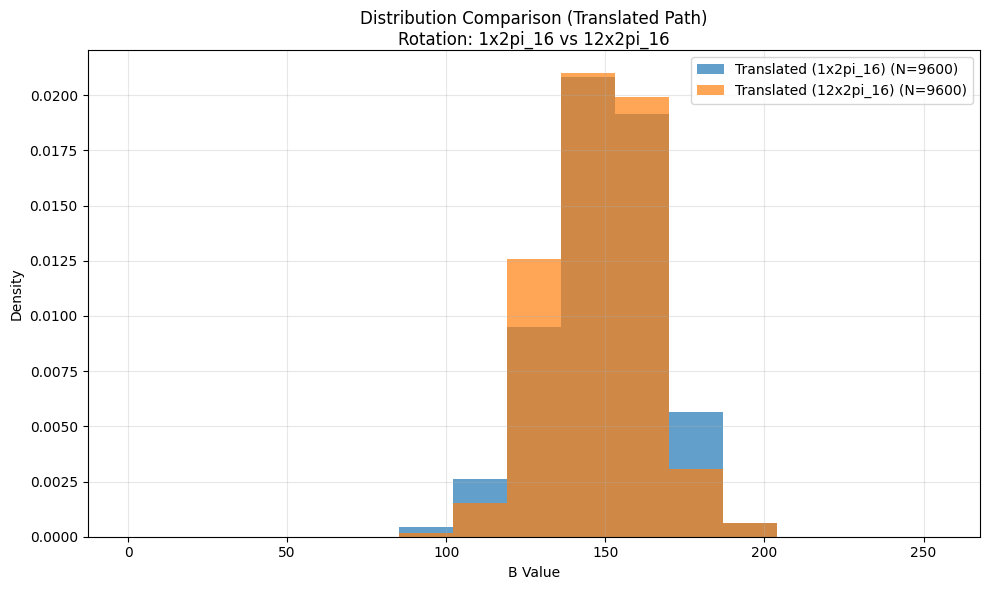 Distribution Comparison (Translated Path)
Rotation: 1x2pi_16 vs 12x2pi_16
Translated (1x2pi_16) (N=9600)
Translated (12x2pi_16) (N=9600)
Density
0.0200
0.0175
0.0150
0.0125
0.0100
0.0075
0.0050
0.0025
0.0000
0 50 100 150 200 250
B Value